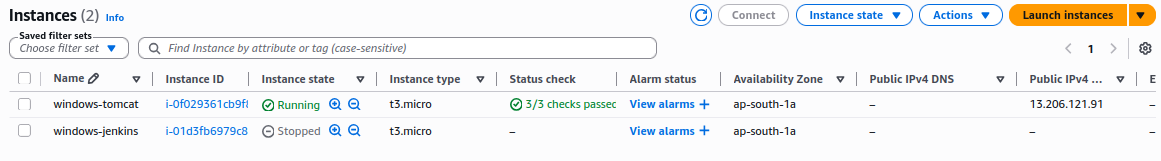 Instances (2) Info
Connect Instance state Actions Launch instances
Saved filter sets
Choose filter set Find Instance by attribute or tag (case-sensitive) 1
Name Instance ID Instance state Instance type Status check Alarm status Availability Zone Public IPv4 DNS Public IPv4 ... E
windows-tomcat i-0f029361cb9f Running t3.micro 3/3 checks passed View alarms + ap-south-1a – 13.206.121.91 –
windows-jenkins i-01d3fb6979c8 Stopped t3.micro – View alarms + ap-south-1a – – –